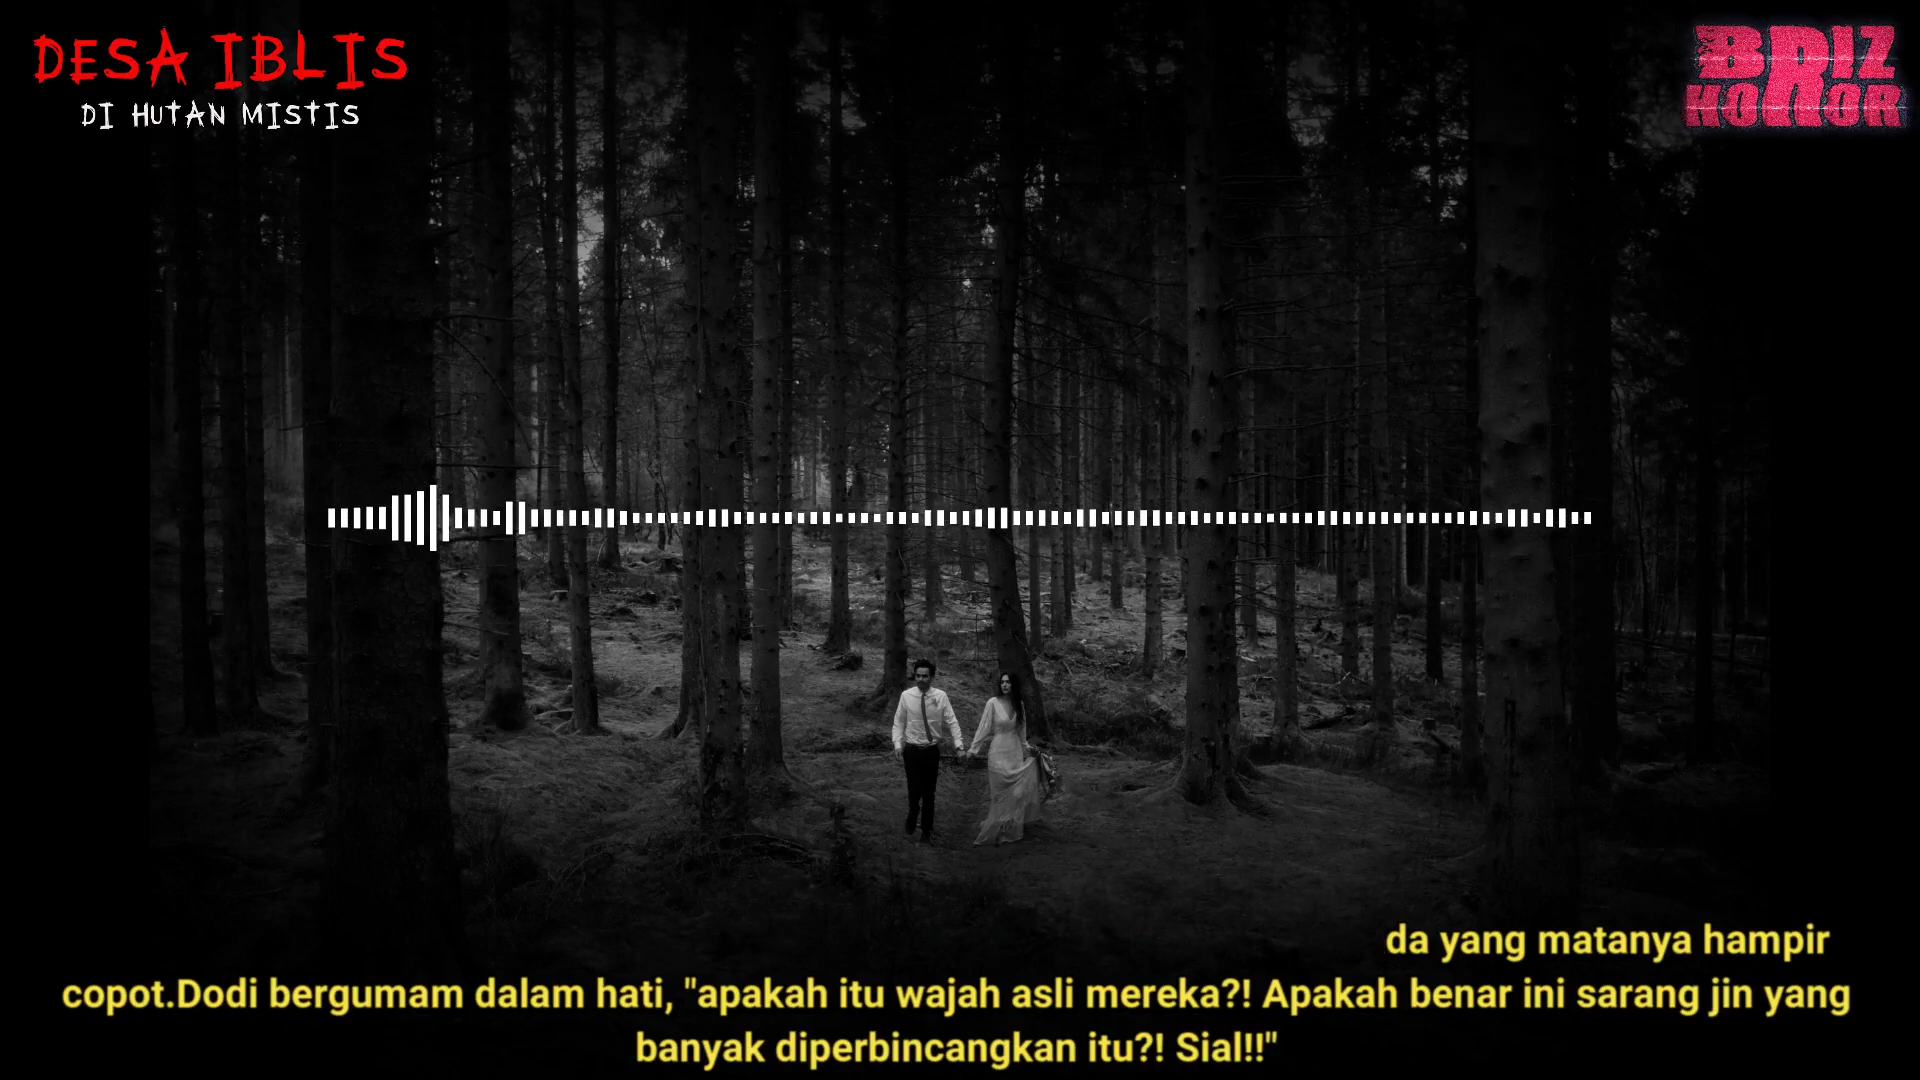 DESA IBLIS
DI HUTAN MISTIS
BRIZ
HORROR
da yang matanya hampir
copot.Dodi bergumam dalam hati, "apakah itu wajah asli mereka?! Apakah benar ini sarang jin yang
banyak diperbincangkan itu?! Sial!!"